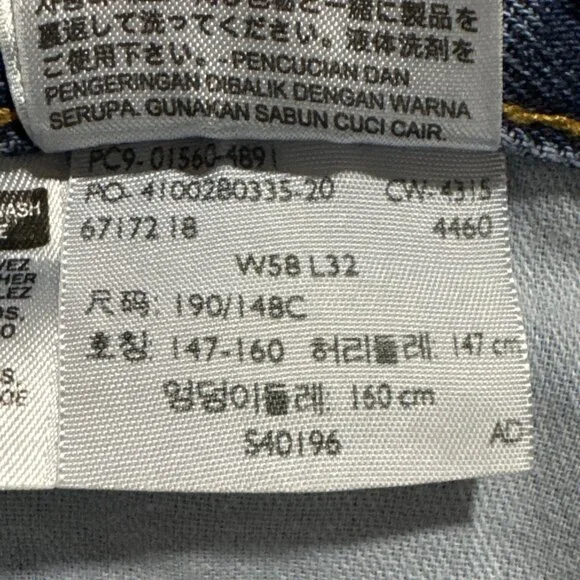 裏返して洗ってください。液体洗剤を
ご使用下さい。-PENCUCIAN DAN
PENGERINGAN DIBALIK DENGAN WARNA
SERUPA. GUNAKAN SABUN CUCI CAIR.
PC9-01560-4891
PO-4100280335-20 CW-4315
6717218 4460
W58 L32
尺码: 190/148C
호칭: 147-160 허리둘레: 147 cm
엉덩이둘레: 160 cm
S40196 AD